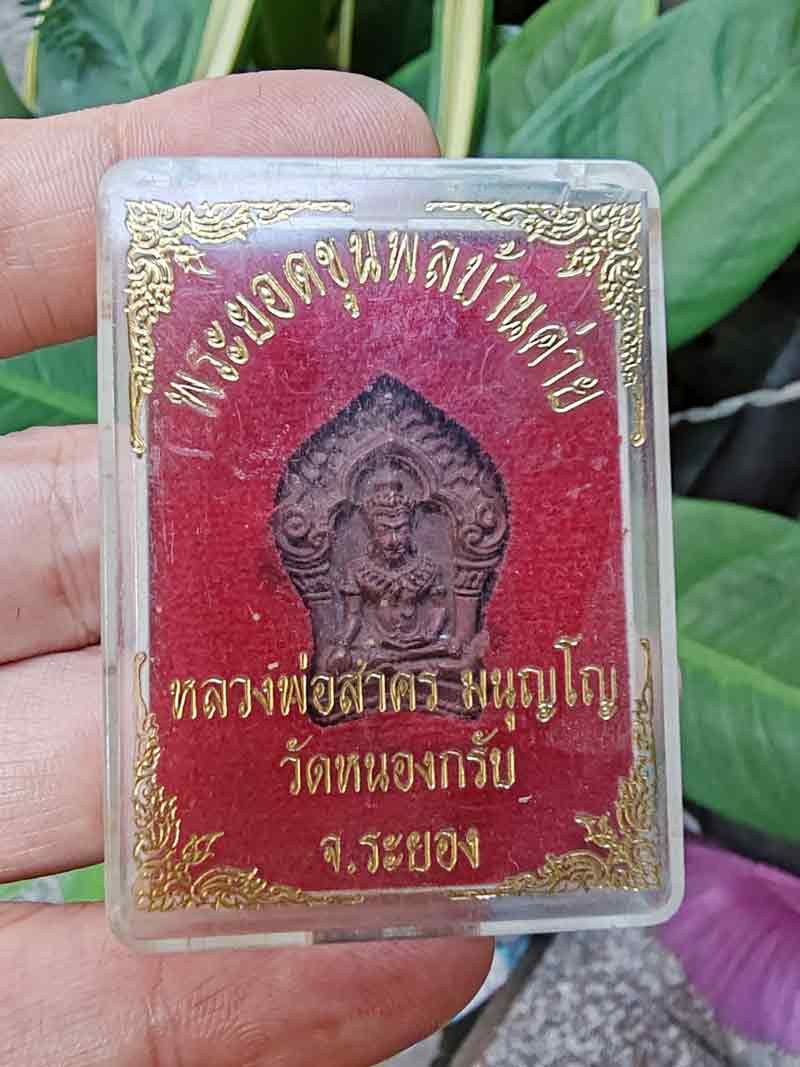 พระยอดขุนพลบ้านค่าย
หลวงพ่อสาคร มนุญโญ
วัดหนองกรับ
จ.ระยอง